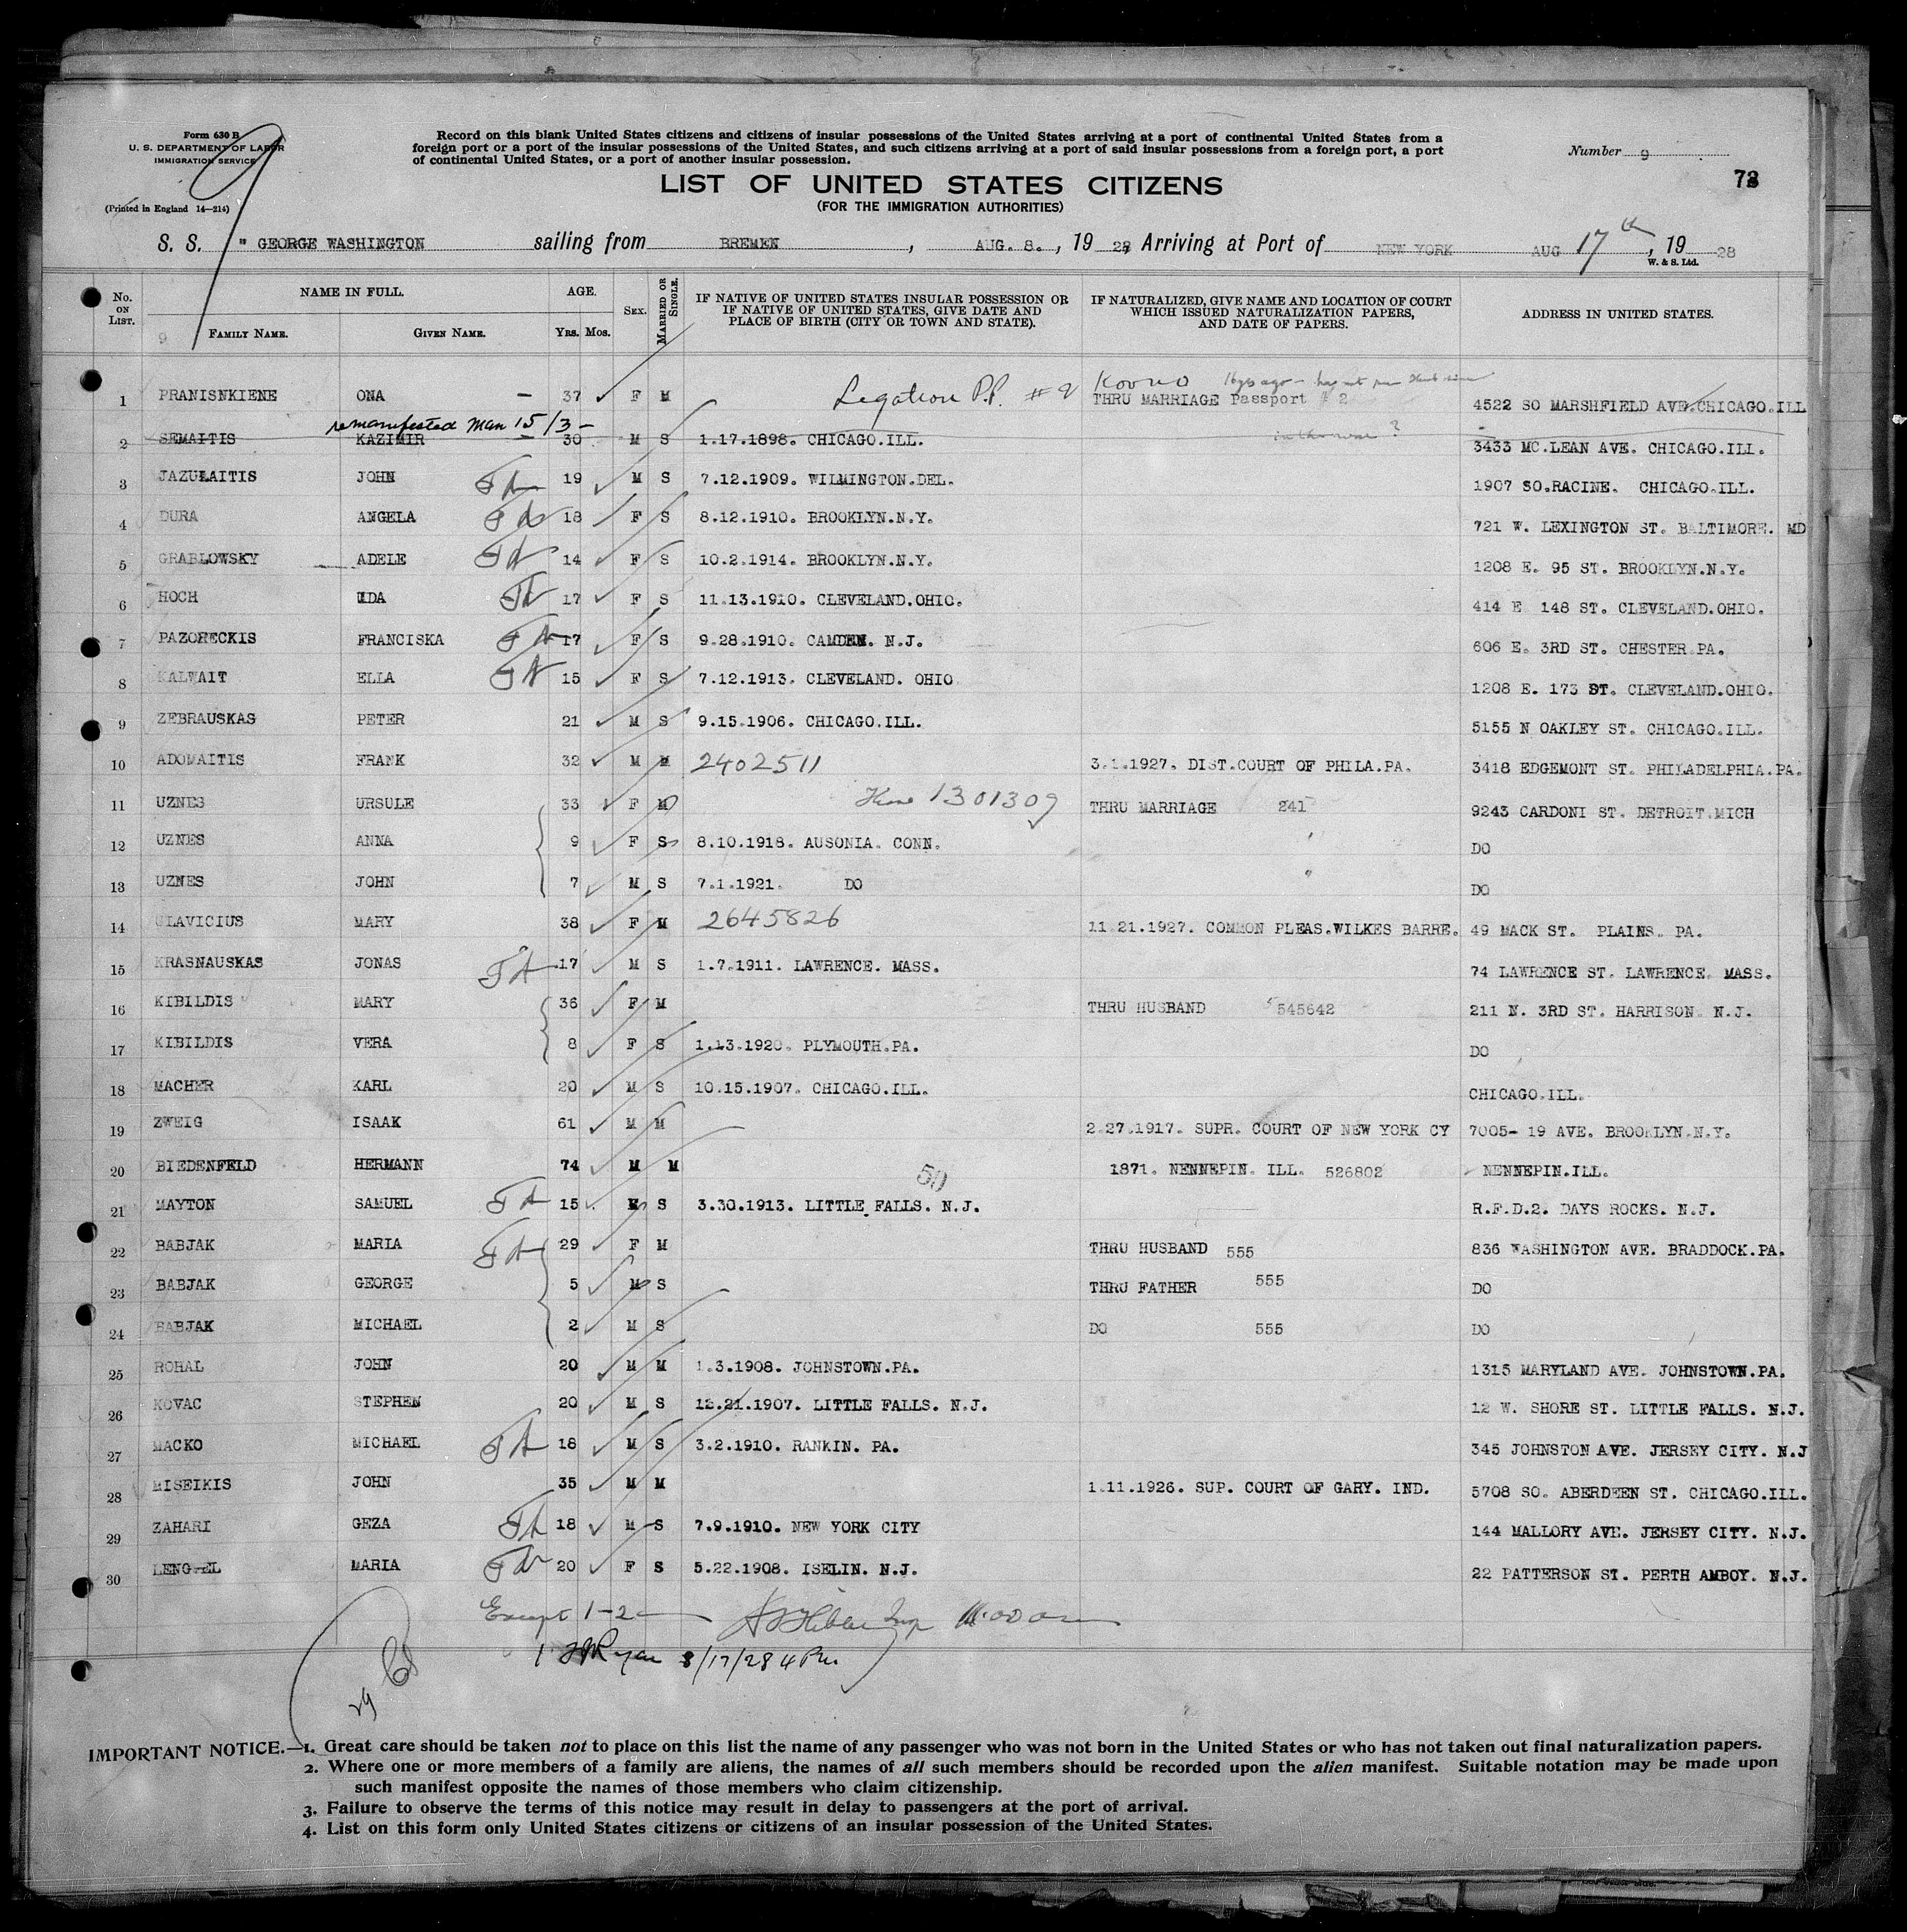 Form 630 B
U. S. DEPARTMENT OF LABOR
IMMIGRATION SERVICE
(Printed in England 14—214)
Record on this blank United States citizens and citizens of insular possessions of the United States arriving at a port of continental United States from a
foreign port or a port of the insular possessions of the United States, and such citizens arriving at a port of said insular possessions from a foreign port, a port
of continental United States, or a port of another insular possession.
Number 9
73
LIST OF UNITED STATES CITIZENS
(FOR THE IMMIGRATION AUTHORITIES)
S. S. " GEORGE WASHINGTON sailing from BREMEN , AUG. 8. , 19 28, Arriving at Port of NEW YORK AUG 17th , 19 28
W. & S. Ltd.
No. ON LIST. NAME IN FULL. AGE. SEX. MARRIED OR SINGLE. IF NATIVE OF UNITED STATES INSULAR POSSESSION OR IF NATIVE OF UNITED STATES, GIVE DATE AND PLACE OF BIRTH (CITY OR TOWN AND STATE). IF NATURALIZED, GIVE NAME AND LOCATION OF COURT WHICH ISSUED NATURALIZATION PAPERS, AND DATE OF PAPERS. ADDRESS IN UNITED STATES.
9 FAMILY NAME. GIVEN NAME. YRS. MOS.
Kovno 16 yrs ago
1 PRANISNKIENE ONA — 37 F M Legation P.P. # 2 THRU MARRIAGE Passport # 2 4522 SO MARSHFIELD AVE.CHICAGO.ILL
remanifested Man 15/3 —
2 SEMAITIS KAZIMIR 30 M S 1.17.1898. CHICAGO.ILL. 3433 MC.LEAN AVE. CHICAGO.ILL.
3 JAZULAITIS JOHN 19 M S 7.12.1909. WILMINGTON.DEL. 1907 SO.RACINE. CHICAGO.ILL.
4 DURA ANGELA 18 F S 8.12.1910. BROOKLYN.N.Y. 721 W. LEXINGTON ST. BALTIMORE. MD
5 GRABLOWSKY ADELE 14 F S 10.2.1914. BROOKLYN.N.Y. 1208 E. 95 ST. BROOKLYN.N.Y.
6 HOCH IDA 17 F S 11.13.1910. CLEVELAND.OHIO. 414 E 148 ST. CLEVELAND.OHIO.
7 PAZORECKIS FRANCISKA 17 F S 9.28.1910. CAMDEN. N.J. 606 E. 3RD ST. CHESTER.PA.
8 KALWAIT ELLA 15 F S 7.12.1913. CLEVELAND. OHIO 1208 E. 173 ST. CLEVELAND.OHIO.
9 ZEBRAUSKAS PETER 21 M S 9.15.1906. CHICAGO.ILL. 5155 N OAKLEY ST. CHICAGO.ILL.
10 ADOMAITIS FRANK 32 M M 2402511 3.1.1927. DIST.COURT OF PHILA.PA. 3418 EDGEMONT ST. PHILADELPHIA.PA.
11 UZNES URSULE 33 F M 1301309 THRU MARRIAGE 241 9243 CARDONI ST. DETROIT.MICH
12 UZNES ANNA 9 F S 8.10.1918. AUSONIA. CONN. " DO
13 UZNES JOHN 7 M S 7.1.1921. DO " DO
14 ULAVICIUS MARY 38 F M 2645826 11.21.1927. COMMON PLEAS.WILKES BARRE. 49 MACK ST. PLAINS. PA.
15 KRASNAUSKAS JONAS 17 M S 1.7.1911. LAWRENCE. MASS. 74 LAWRENCE ST. LAWRENCE. MASS.
16 KIBILDIS MARY 36 F M THRU HUSBAND 545642 211 N. 3RD ST. HARRISON. N.J.
17 KIBILDIS VERA 8 F S 1.13.1920. PLYMOUTH.PA. DO
18 MACHER KARL 20 M S 10.15.1907. CHICAGO.ILL. CHICAGO.ILL.
19 ZWEIG ISAAK 61 M M 2.27.1917. SUPR. COURT OF NEW YORK CY 7005- 19 AVE. BROOKLYN.N.Y.
20 BIEDENFELD HERMANN 74 M M 50 1871. NENNEPIN. ILL. 526802 NENNEPIN.ILL.
21 MAYTON SAMUEL 15 M S 3.30.1913. LITTLE FALLS. N.J. R.F.D.2. DAYS ROCKS. N.J.
22 BABJAK MARIA 29 F M THRU HUSBAND 555 836 WASHINGTON AVE. BRADDOCK.PA.
23 BABJAK GEORGE 5 M S THRU FATHER 555 DO
24 BABJAK MICHAEL 2 M S DO 555 DO
25 ROHAL JOHN 20 M M 1.3.1908. JOHNSTOWN.PA. 1315 MARYLAND AVE. JOHNSTOWN.PA.
26 KOVAC STEPHEN 20 M S 12.21.1907. LITTLE FALLS. N.J. 12 W. SHORE ST. LITTLE FALLS. N.J.
27 MACKO MICHAEL 18 M S 3.2.1910. RANKIN. PA. 345 JOHNSTON AVE. JERSEY CITY. N.J
28 MISEIKIS JOHN 35 M M 1.11.1926. SUP. COURT OF GARY. IND. 5708 SO. ABERDEEN ST. CHICAGO.ILL.
29 ZAHARI GEZA 18 M S 7.9.1910. NEW YORK CITY 144 MALLORY AVE. JERSEY CITY. N.J.
30 LENGYEL MARIA 20 F S 5.22.1908. ISELIN. N.J. 22 PATTERSON ST. PERTH AMBOY. N.J.
Except 1-2
1 Ryan 8/17/28 4 Pm
IMPORTANT NOTICE.—1. Great care should be taken not to place on this list the name of any passenger who was not born in the United States or who has not taken out final naturalization papers.
2. Where one or more members of a family are aliens, the names of all such members should be recorded upon the alien manifest. Suitable notation may be made upon
such manifest opposite the names of those members who claim citizenship.
3. Failure to observe the terms of this notice may result in delay to passengers at the port of arrival.
4. List on this form only United States citizens or citizens of an insular possession of the United States.